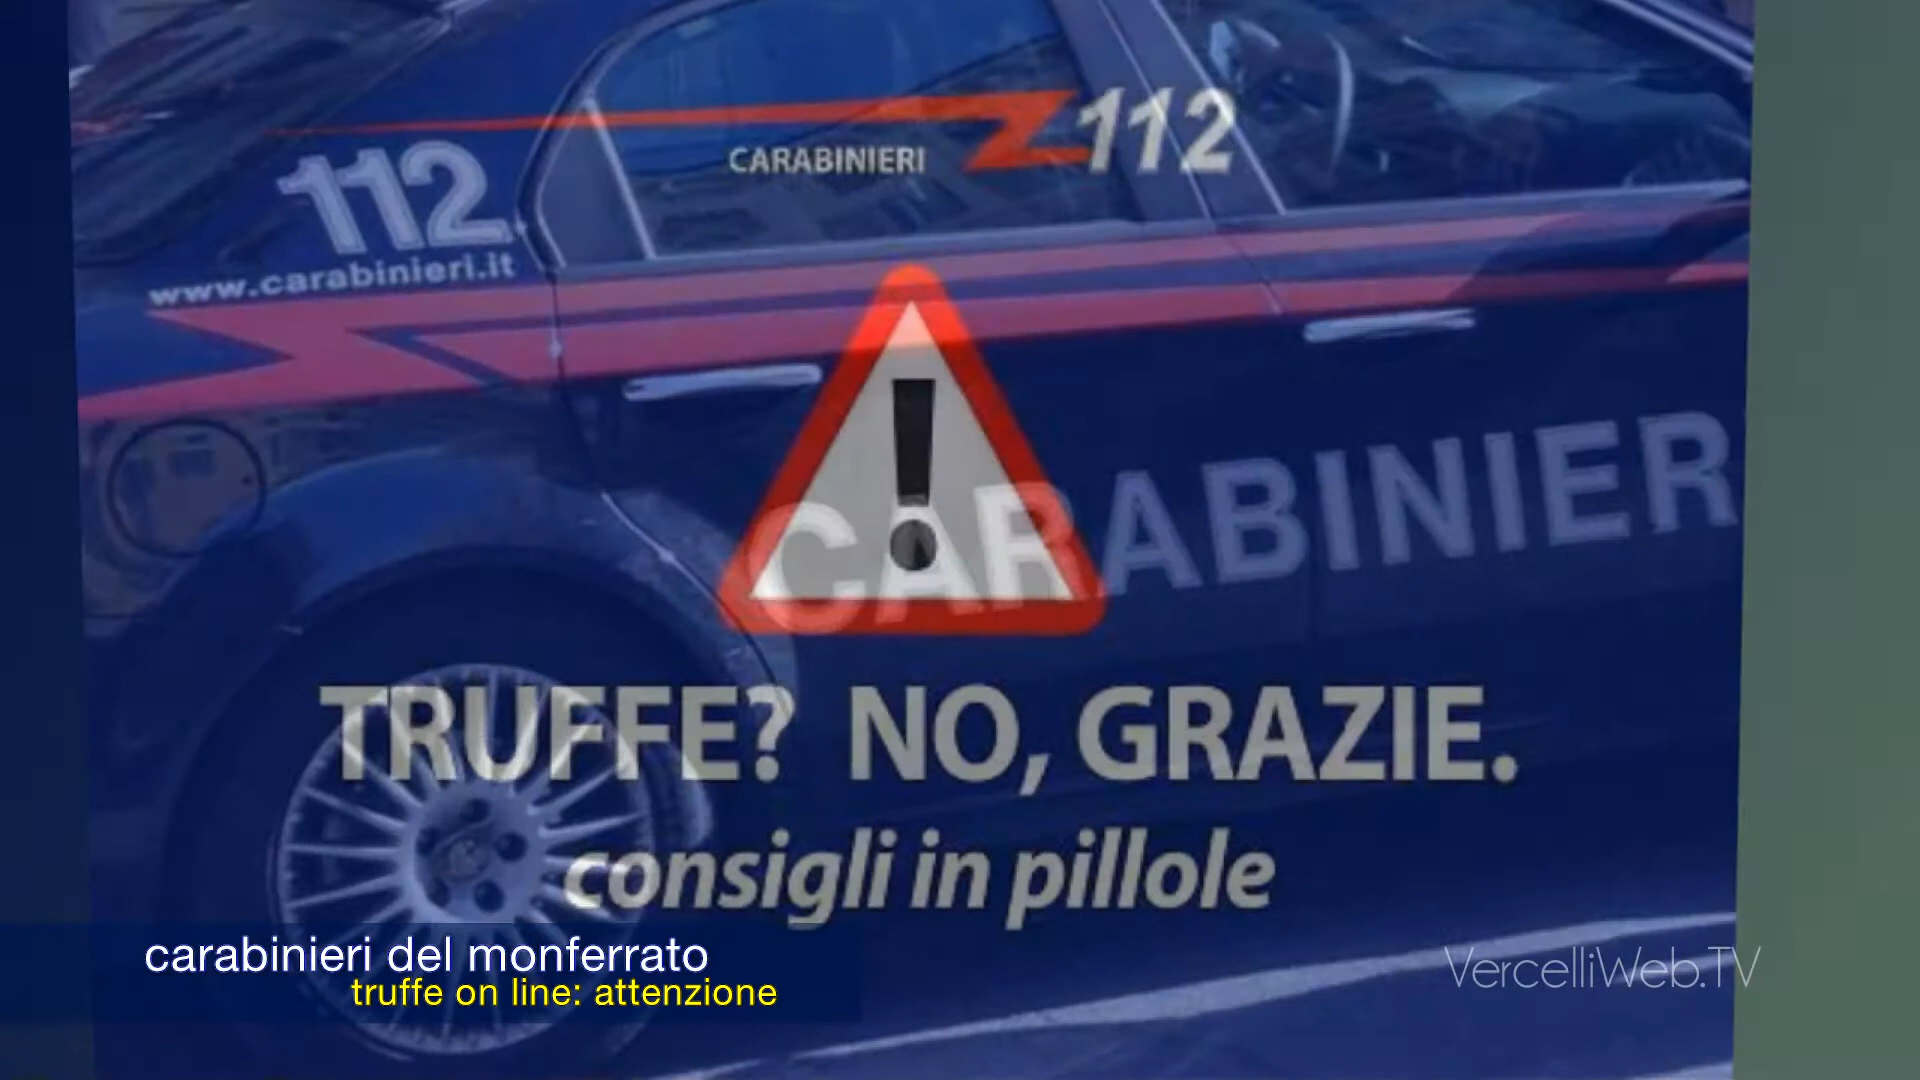 112
CARABINIERI
112
www.carabinieri.it
CARABINIER
TRUFFE? NO, GRAZIE.
consigli in pillole
carabinieri del monferrato
truffe on line: attenzione
VercelliWeb.TV